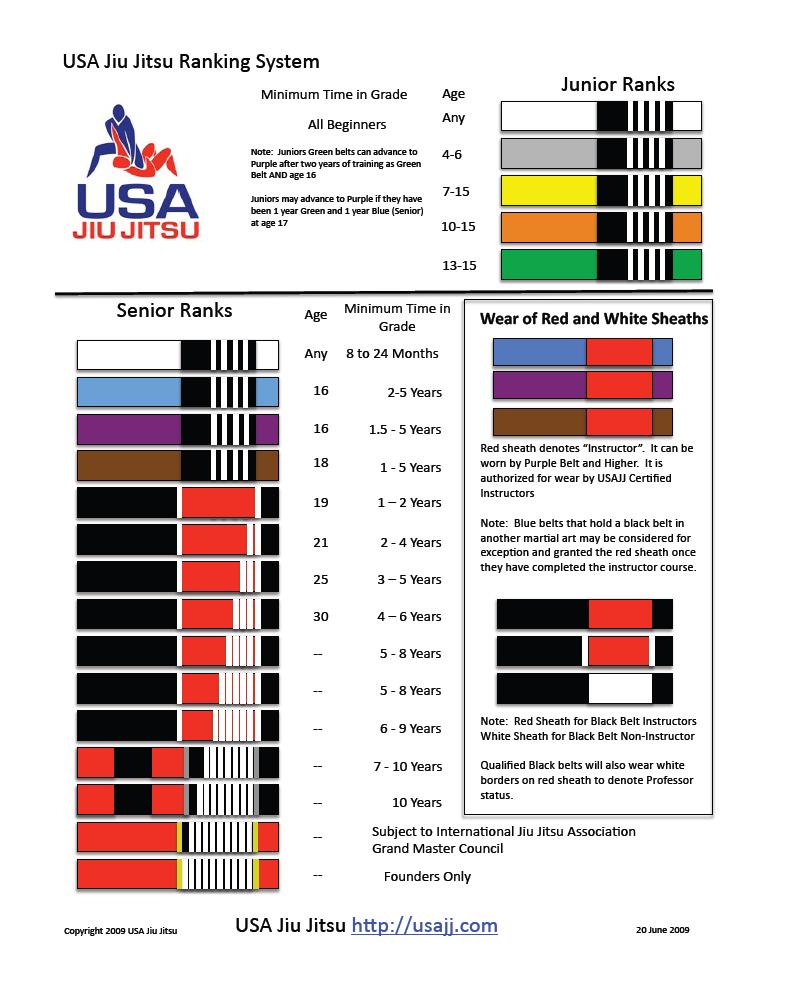 USA Jiu Jitsu Ranking System
Junior Ranks
Minimum Time in Grade
Age
All Beginners
Any
Note:  Juniors Green belts can advance to
Purple after two years of training as Green
Belt AND age 16
Juniors may advance to Purple if they have
been 1 year Green and 1 year Blue (Senior)
at age 17
4-6
7-15
10-15
13-15
USA
JIU JITSU
Senior Ranks
Age
Minimum Time in
Grade
Any
8 to 24 Months
16
2-5 Years
16
1.5 - 5 Years
18
1 - 5 Years
19
1 – 2 Years
21
2 - 4 Years
25
3 – 5 Years
30
4 – 6 Years
--
5 - 8 Years
--
5 - 8 Years
--
6 - 9 Years
--
7 - 10 Years
--
10 Years
--
Subject to International Jiu Jitsu Association
Grand Master Council
--
Founders Only
Wear of Red and White Sheaths
Red sheath denotes “Instructor”.  It can be
worn by Purple Belt and Higher.  It is
authorized for wear by USAJJ Certified
Instructors
Note:  Blue belts that hold a black belt in
another martial art may be considered for
exception and granted the red sheath once
they have completed the instructor course.
Note:  Red Sheath for Black Belt Instructors
White Sheath for Black Belt Non-Instructor
Qualified Black belts will also wear white
borders on red sheath to denote Professor
status.
Copyright 2009 USA Jiu Jitsu
USA Jiu Jitsu http://usajj.com
20 June 2009